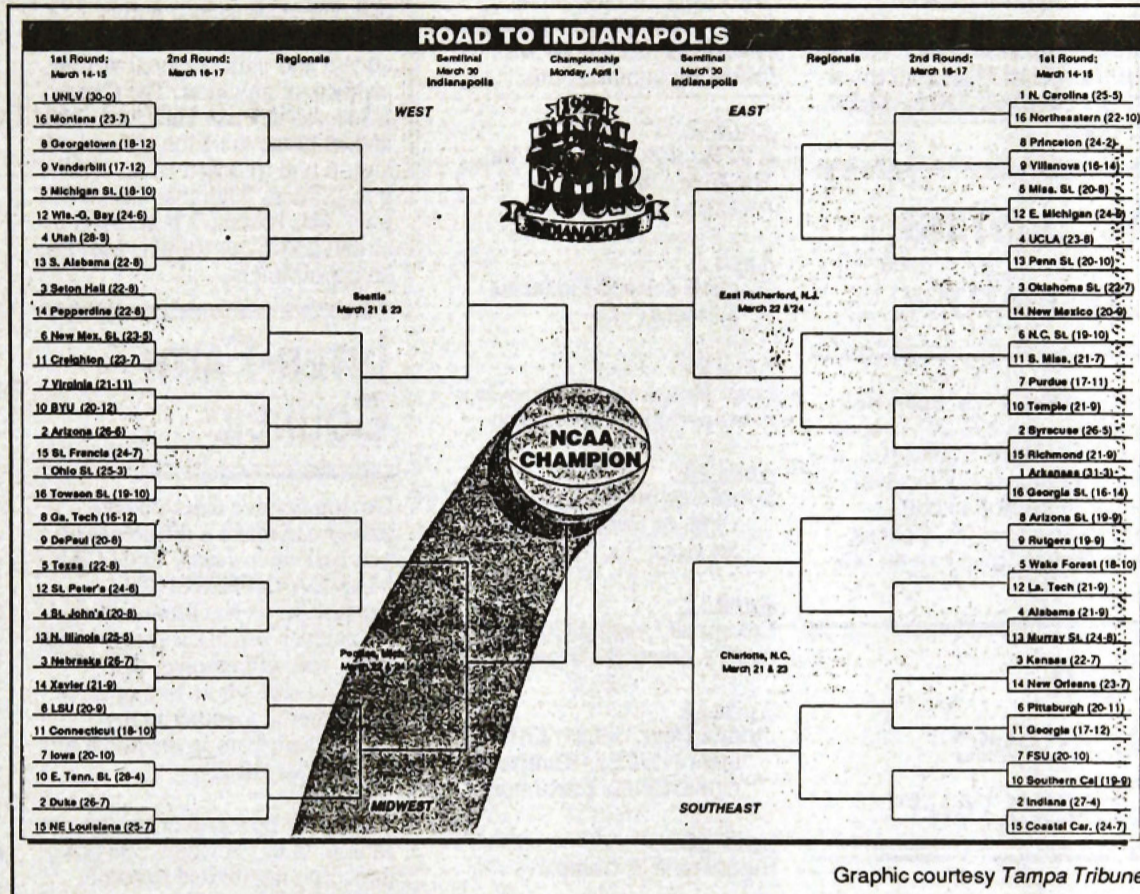 ROAD TO INDIANAPOLIS
1st Round:
March 14-15
2nd Round:
March 16-17
Regionals
Semifinal
March 30
Indianapolis
Championship
Monday, April
Semifinal
March 30
Indianapolis
Regionals
2nd Round:
March 16-17
1st Round:
March 14-15
WEST
1 UNLV (30-0)
16 Montana (23-7)
8 Georgetown (18-12)
9 Vanderbilt (17-12)
5 Michigan St. (18-10)
12 Wis.-G. Bay (24-6)
4 Utah
13 S. Alabama (22-8)
3 Seton Hall (22-8)
14 Pepperdine (22-8)
6 New Mex. St. (23-5)
11 Creighton (23-7)
7 Virginia (21-11)
10 BYU (20-12)
2 Arizona (26-6)
15 St. Francis (24-7)
Seattle
March 21 & 23
1 Ohio St. (25-3)
16 Towson St. (19-10)
8 Ga. Tech (16-12)
9 DePaul
5 Texas (22-8)
12 St. Peter's (24-6)
4 St. John's (20-8)
13 N. Illinois (25-5)
3 Nebraska (26-7)
14 Xavier (21-9)
6 LSU (20-9)
11 Connecticut (18-10)
7 Iowa (20-10)
10 E. Tenn. St. (28-4)
2 Duke (26-7)
15 NE Louisiana (25-7)
Mich.
March
MIDWEST
FINAL
FOUR
INDIANAPOLIS
NCAA
CHAMPION
EAST
1 N. Carolina (25-5)
16 Northeastern (22-10)
8 Princeton (24-2)
9 Villanova (16-14)
5 Miss. St. (20-8)
12 E. Michigan
4 UCLA (23-8)
13 Penn St. (20-10)
3 Oklahoma St. (22-7)
14 New Mexico (20-9)
6 N.C. St. (19-10)
11 S. Miss. (21-7)
7 Purdue (17-11)
10 Temple (21-9)
2 Syracuse (26-5)
15 Richmond (21-9)
East Rutherford, N.J.
March 22 & 24
1 Arkansas (31-3)
16 Georgia St. (16-14)
8 Arizona St. (19-9)
9 Rutgers (19-9)
5 Wake Forest (18-10)
12 La. Tech (21-9)
4 Alabama (21-9)
13 Murray St. (24-8)
3 Kansas (22-7)
14 New Orleans (23-7)
6 Pittsburgh (20-11)
11 Georgia (17-12)
7 FSU (20-10)
10 Southern Cal (19-9)
2 Indiana (27-4)
15 Coastal Car. (24-7)
Charlotte, N.C.
March 21 & 23
SOUTHEAST
Graphic courtesy Tampa Tribune